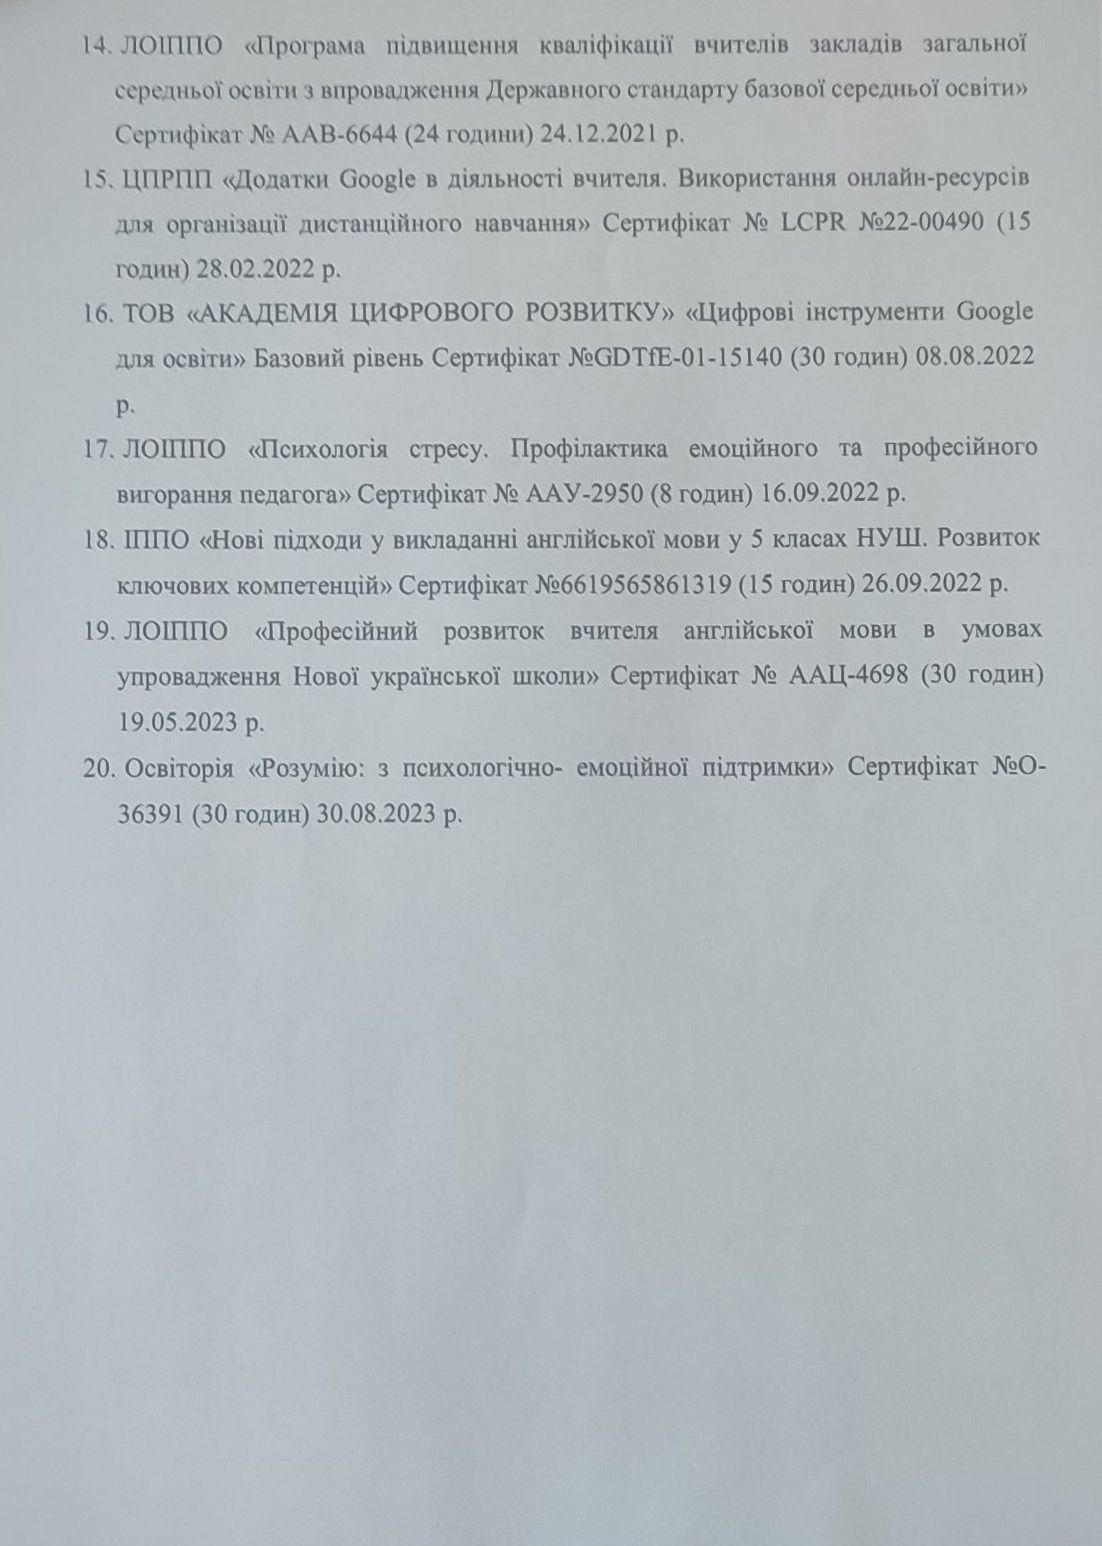 14. ЛОІППО «Програма підвищення кваліфікації вчителів закладів загальної
середньої освіти з впровадження Державного стандарту базової середньої освіти»
Сертифікат № ААВ-6644 (24 години) 24.12.2021 р.
15. ЦПРПП «Додатки Google в діяльності вчителя. Використання онлайн-ресурсів
для організації дистанційного навчання» Сертифікат № LCPR №22-00490 (15
годин) 28.02.2022 р.
16. ТОВ «АКАДЕМІЯ ЦИФРОВОГО РОЗВИТКУ» «Цифрові інструменти Google
для освіти» Базовий рівень Сертифікат №GDTfE-01-15140 (30 годин) 08.08.2022
р.
17. ЛОІППО «Психологія стресу. Профілактика емоційного та професійного
вигорання педагога» Сертифікат № ААУ-2950 (8 годин) 16.09.2022 р.
18. ІППО «Нові підходи у викладанні англійської мови у 5 класах НУШ. Розвиток
ключових компетенцій» Сертифікат №6619565861319 (15 годин) 26.09.2022 р.
19. ЛОІППО «Професійний розвиток вчителя англійської мови в умовах
упровадження Нової української школи» Сертифікат № ААЦ-4698 (30 годин)
19.05.2023 р.
20. Освіторія «Розумію: з психологічно- емоційної підтримки» Сертифікат №О-
36391 (30 годин) 30.08.2023 р.